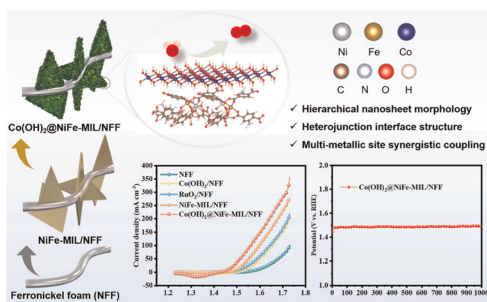 Ni Fe Co
C N O H
Co(OH)₂@NiFe-MIL/NFF
✓ Hierarchical nanosheet morphology
✓ Heterojunction interface structure
✓ Multi-metallic site synergistic coupling
NiFe-MIL/NFF
Ferronickel foam (NFF)
Current density (mA cm⁻²)
400
350
300
250
200
150
100
50
0
NFF
Co(OH)₂/NFF
RuO₂/NFF
NiFe-MIL/NFF
Co(OH)₂@NiFe-MIL/NFF
1.2 1.3 1.4 1.5 1.6 1.7 1.8
Potential (V vs. RHE)
2.0
1.8
1.6
1.4
1.2
1.0
Co(OH)₂@NiFe-MIL/NFF
0 100 200 300 400 500 600 700 800 900 1000